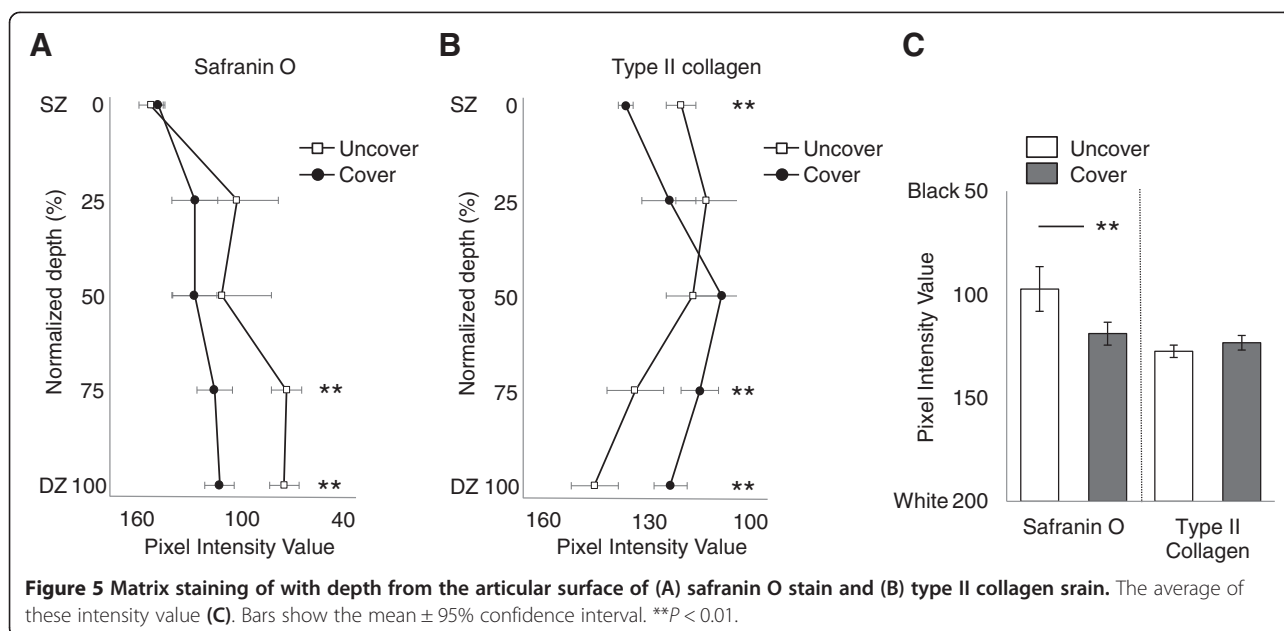 A
Safranin O
SZ 0
25
50
75
DZ 100
Normalized depth (%)
Uncover
Cover
**
**
160 100 40
Pixel Intensity Value
B
Type II collagen
SZ 0
25
50
75
DZ 100
Normalized depth (%)
Uncover
Cover
**
**
**
160 130 100
Pixel Intensity Value
C
Uncover
Cover
Black 50
100
150
White 200
Pixel Intensity Value
**
Safranin O
Type II
Collagen
Figure 5 Matrix staining of with depth from the articular surface of (A) safranin O stain and (B) type II collagen srain. The average of
these intensity value (C). Bars show the mean ± 95% confidence interval. **P < 0.01.